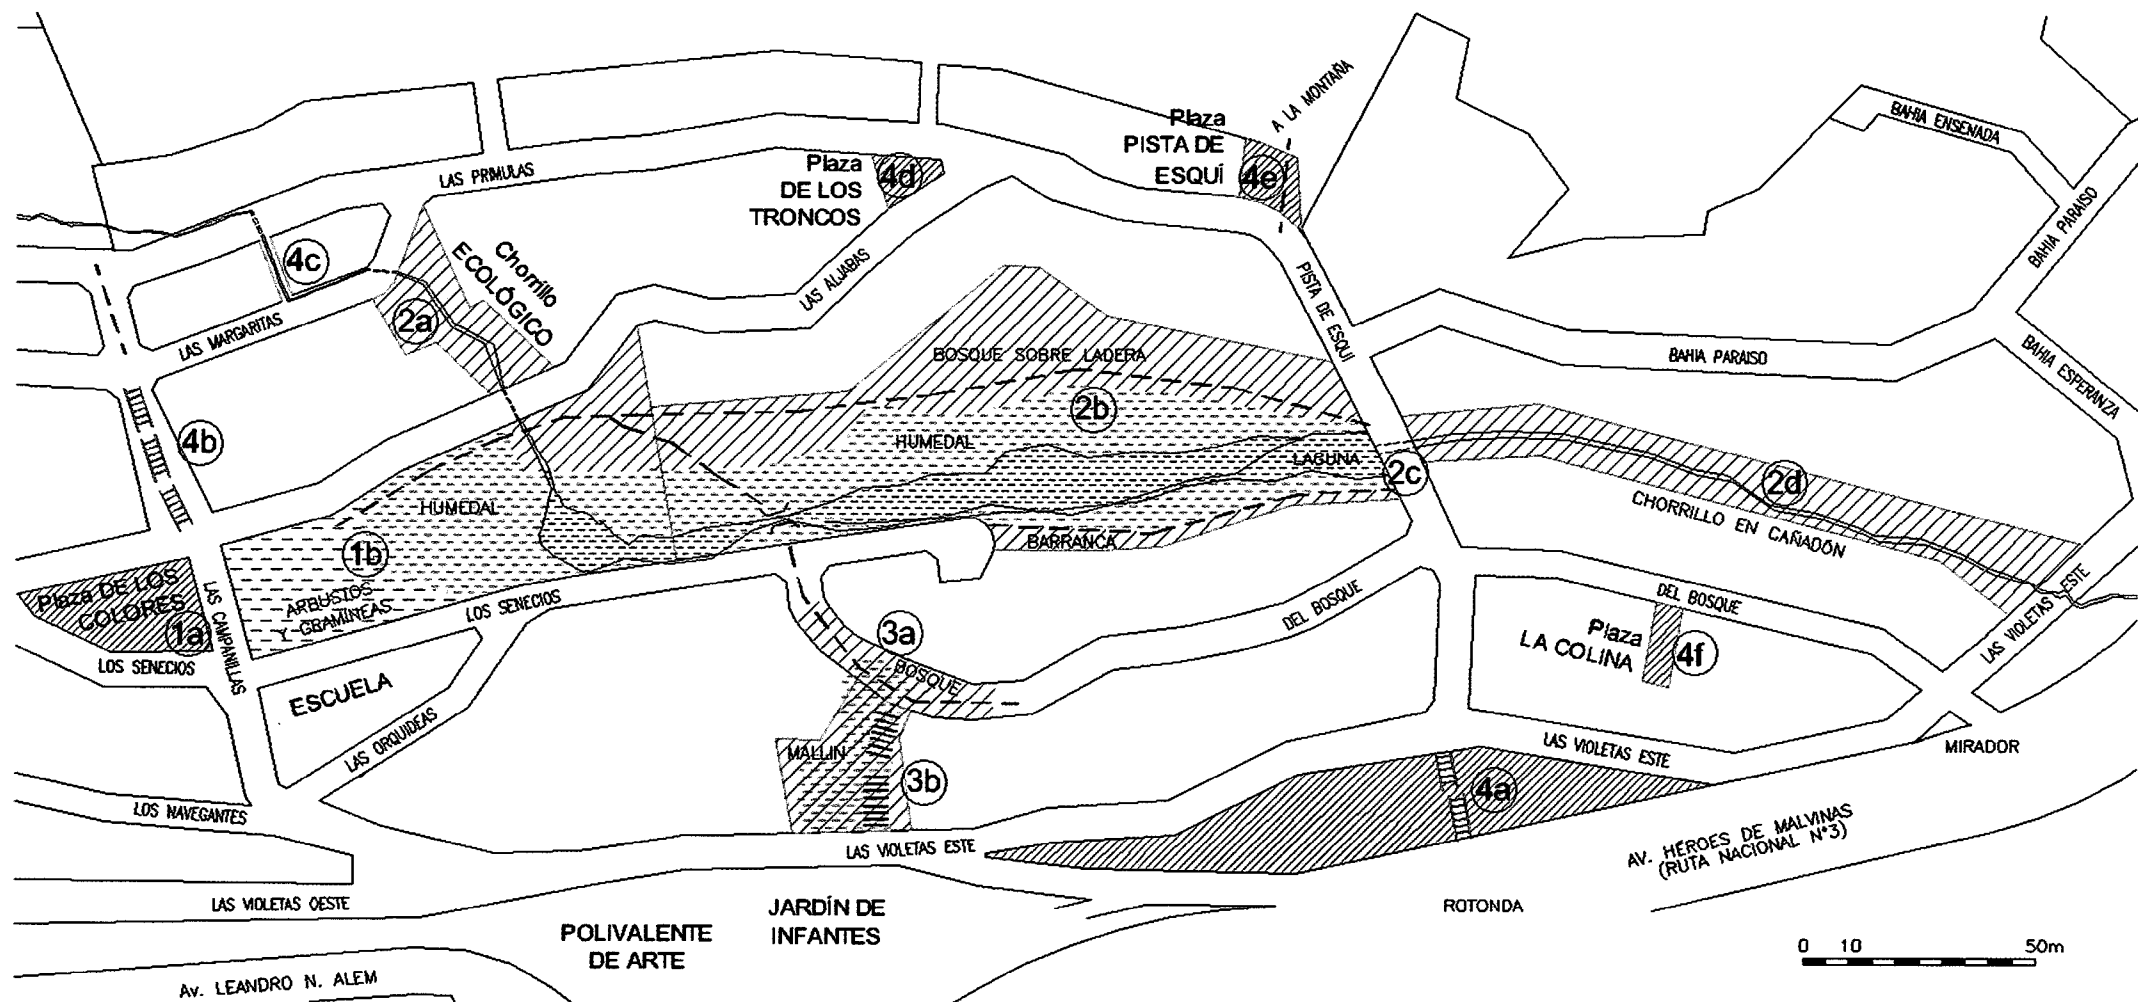 A LA MONTAÑA
Plaza
PISTA DE
ESQUÍ
4e
BAHIA ENSENADA
Plaza
DE LOS
TRONCOS
4d
LAS PRIMULAS
BAHIA PARAISO
4c
Chorrillo
ECOLÓGICO
2a
LAS ALJABAS
PISTA DE ESQUI
LAS MARGARITAS
BOSQUE SOBRE LADERA
BAHIA PARAISO
BAHIA ESPERANZA
2b
4b
HUMEDAL
LAGUNA
2c
2d
CHORRILLO EN CAÑADÓN
HUMEDAL
1b
BARRANCA
Plaza DE LOS
COLORES
1a
LAS CAMPANILLAS
ARBUSTOS
Y GRAMINEAS
LOS SENECIOS
DEL BOSQUE
DEL BOSQUE
LAS VIOLETAS ESTE
3a
BOSQUE
Plaza
LA COLINA
4f
LOS SENECIOS
ESCUELA
LAS ORQUIDEAS
MALLIN
3b
LAS VIOLETAS ESTE
MIRADOR
4a
LOS NAVEGANTES
LAS VIOLETAS ESTE
AV. HÉROES DE MALVINAS
(RUTA NACIONAL N°3)
LAS VIOLETAS OESTE
JARDÍN DE
INFANTES
ROTONDA
POLIVALENTE
DE ARTE
Av. LEANDRO N. ALEM
0 10 50m